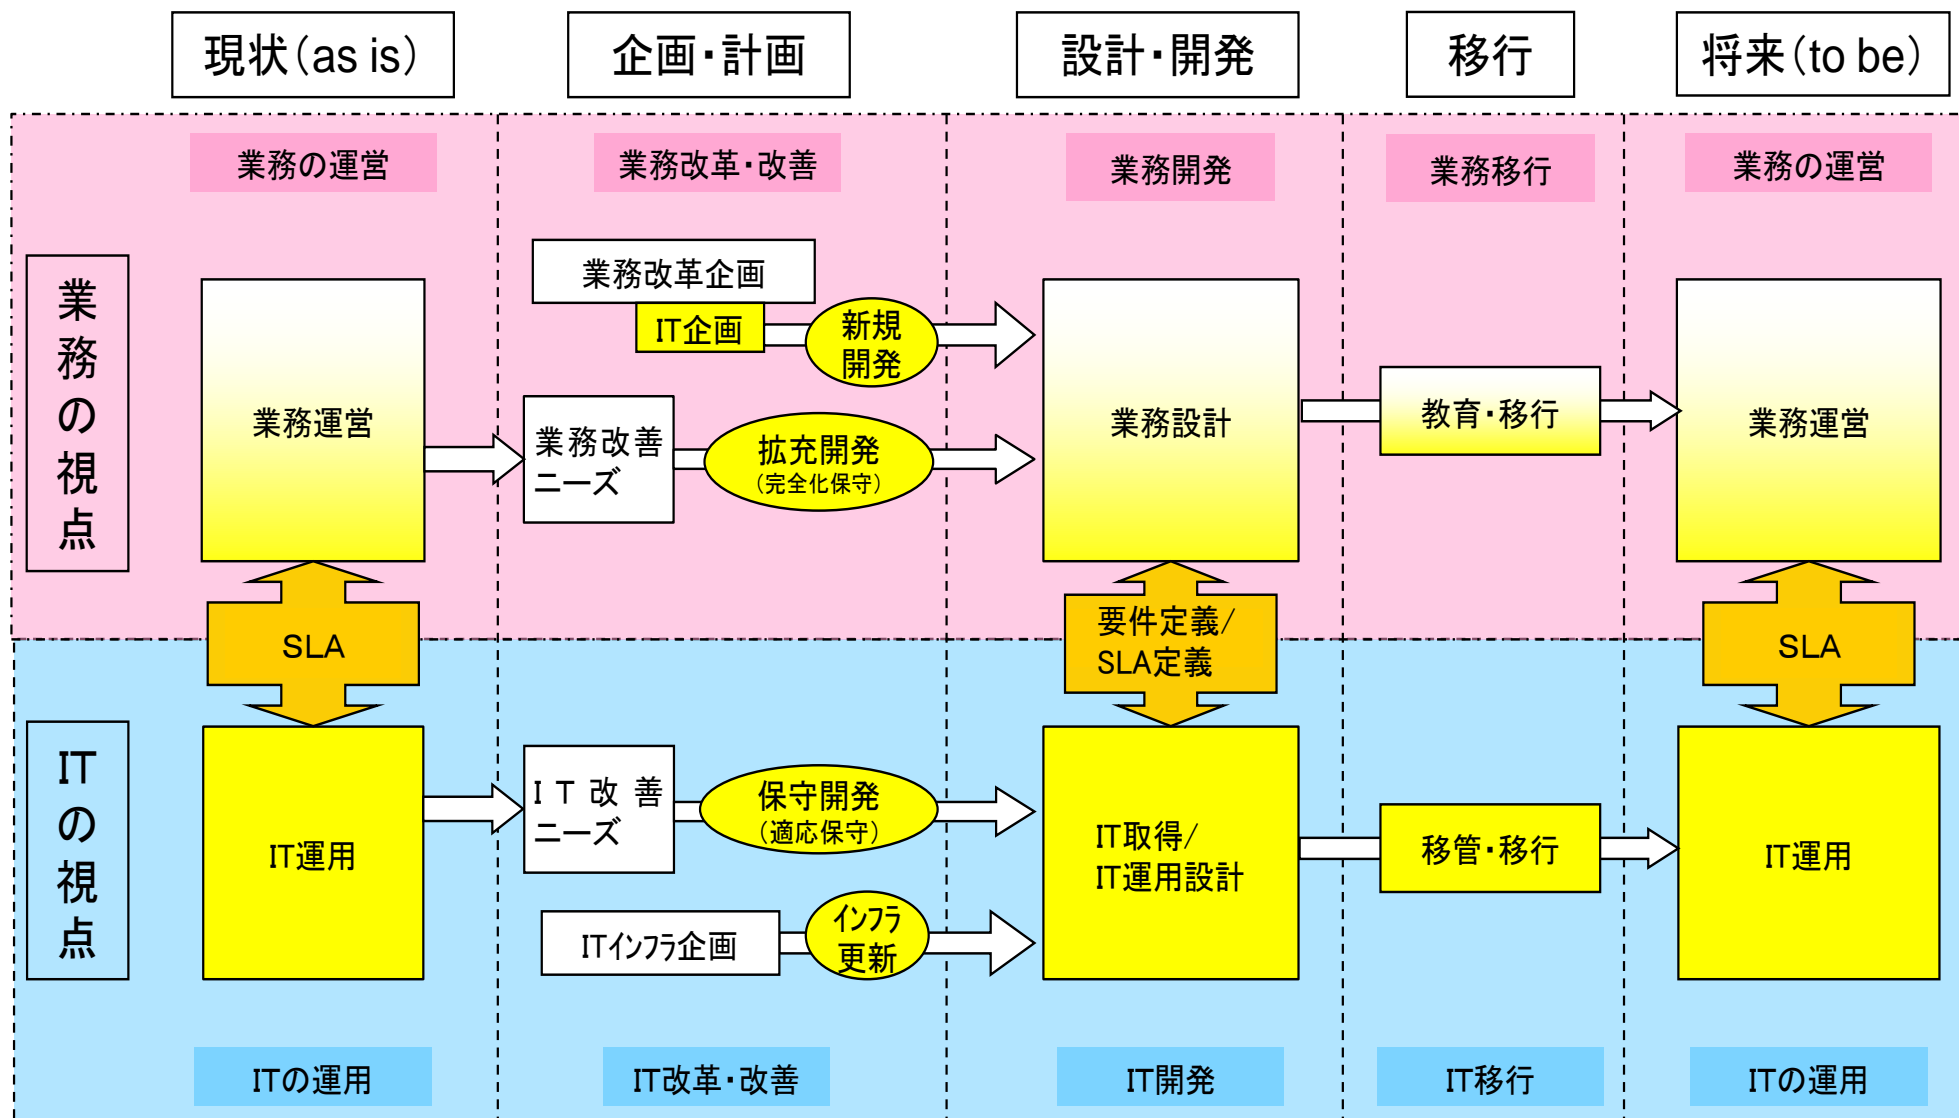 現状(as is)
企画・計画
設計・開発
移行
将来(to be)
業務の運営
業務改革・改善
業務開発
業務移行
業務の運営
業務の視点
業務運営
業務改革企画
IT企画
新規
開発
業務改善
ニーズ
拡充開発
(完全化保守)
業務設計
教育・移行
業務運営
SLA
要件定義/
SLA定義
SLA
ITの視点
IT運用
IT改善
ニーズ
保守開発
(適応保守)
ITインフラ企画
インフラ
更新
IT取得/
IT運用設計
移管・移行
IT運用
ITの運用
IT改革・改善
IT開発
IT移行
ITの運用